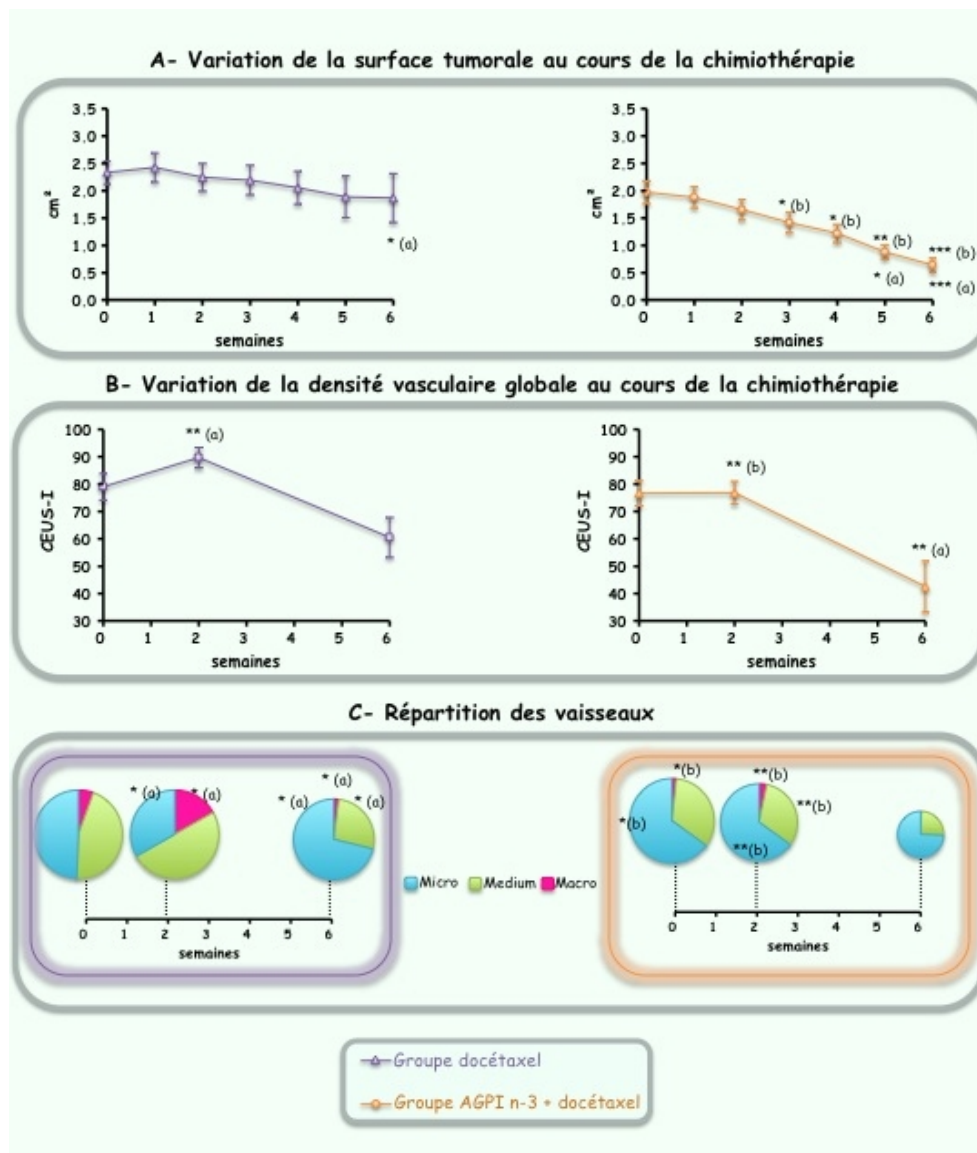 A- Variation de la surface tumorale au cours de la chimiothérapie
3.5
3.0
2.5
2.0
1.5
1.0
0.5
0.0
cm²
* (a)
0 1 2 3 4 5 6
semaines
3.5
3.0
2.5
2.0
1.5
1.0
0.5
0.0
cm²
* (b)
* (b)
** (b)
*** (b)
* (a)
*** (a)
0 1 2 3 4 5 6
semaines
B- Variation de la densité vasculaire globale au cours de la chimiothérapie
100
90
80
70
60
50
40
30
ŒUS-I
** (a)
0 1 2 3 4 5 6
semaines
100
90
80
70
60
50
40
30
ŒUS-I
** (b)
** (a)
0 1 2 3 4 5 6
semaines
C- Répartition des vaisseaux
* (a)
* (a)
* (a)
* (a)
* (a)
0 1 2 3 4 5 6
semaines
Micro Medium Macro
*(b)
*(b)
**(b)
**(b)
**(b)
0 1 2 3 4 5 6
semaines
Groupe docétaxel
Groupe AGPI n-3 + docétaxel